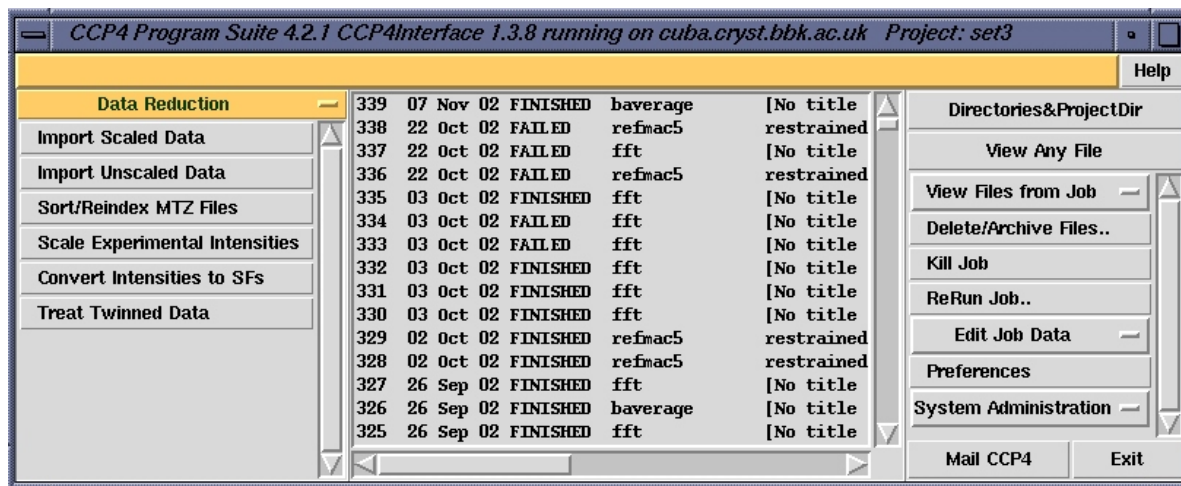 CCP4 Program Suite 4.2.1 CCP4Interface 1.3.8 running on cuba.cryst.bbk.ac.uk Project: set3
Help
Data Reduction
Import Scaled Data
Import Unscaled Data
Sort/Reindex MTZ Files
Scale Experimental Intensities
Convert Intensities to SFs
Treat Twinned Data
339 07 Nov 02 FINISHED baverage [No title
338 22 Oct 02 FAILED refmac5 restrained
337 22 Oct 02 FAILED fft [No title
336 22 Oct 02 FAILED refmac5 restrained
335 03 Oct 02 FINISHED fft [No title
334 03 Oct 02 FAILED fft [No title
333 03 Oct 02 FAILED fft [No title
332 03 Oct 02 FINISHED fft [No title
331 03 Oct 02 FINISHED fft [No title
330 03 Oct 02 FINISHED fft [No title
329 02 Oct 02 FINISHED refmac5 restrained
328 02 Oct 02 FINISHED refmac5 restrained
327 26 Sep 02 FINISHED fft [No title
326 26 Sep 02 FINISHED baverage [No title
325 26 Sep 02 FINISHED fft [No title
Directories&ProjectDir
View Any File
View Files from Job
Delete/Archive Files..
Kill Job
ReRun Job..
Edit Job Data
Preferences
System Administration
Mail CCP4
Exit